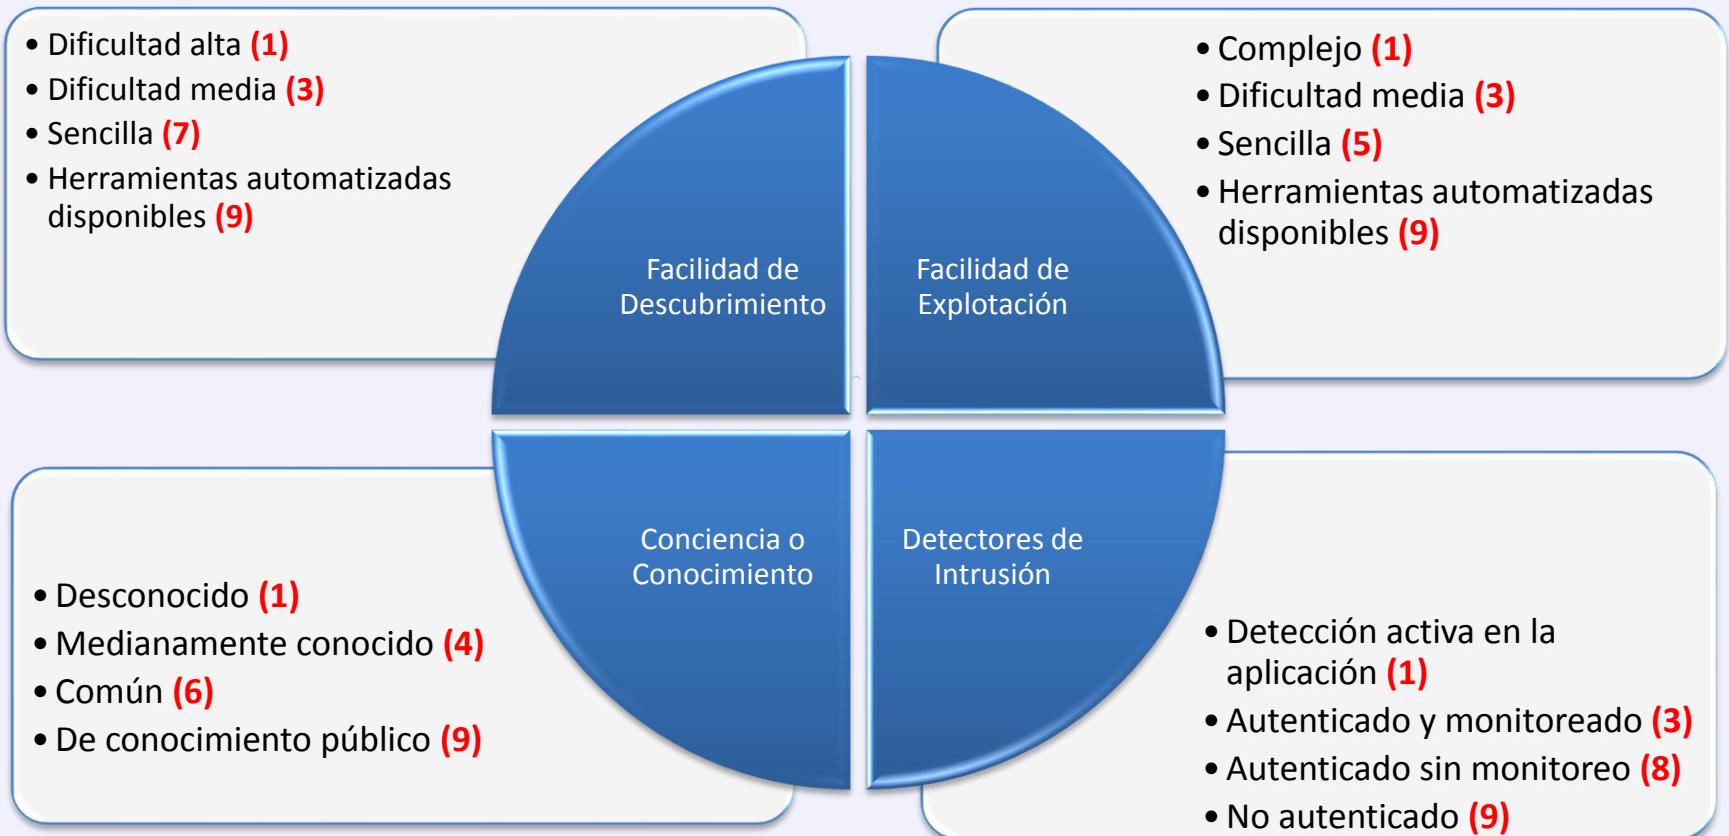 • Dificultad alta (1)
• Dificultad media (3)
• Sencilla (7)
• Herramientas automatizadas
disponibles (9)
• Complejo (1)
• Dificultad media (3)
• Sencilla (5)
• Herramientas automatizadas
disponibles (9)
Facilidad de
Descubrimiento
Facilidad de
Explotación
Conciencia o
Conocimiento
Detectores de
Intrusión
• Desconocido (1)
• Medianamente conocido (4)
• Común (6)
• De conocimiento público (9)
• Detección activa en la
aplicación (1)
• Autenticado y monitoreado (3)
• Autenticado sin monitoreo (8)
• No autenticado (9)